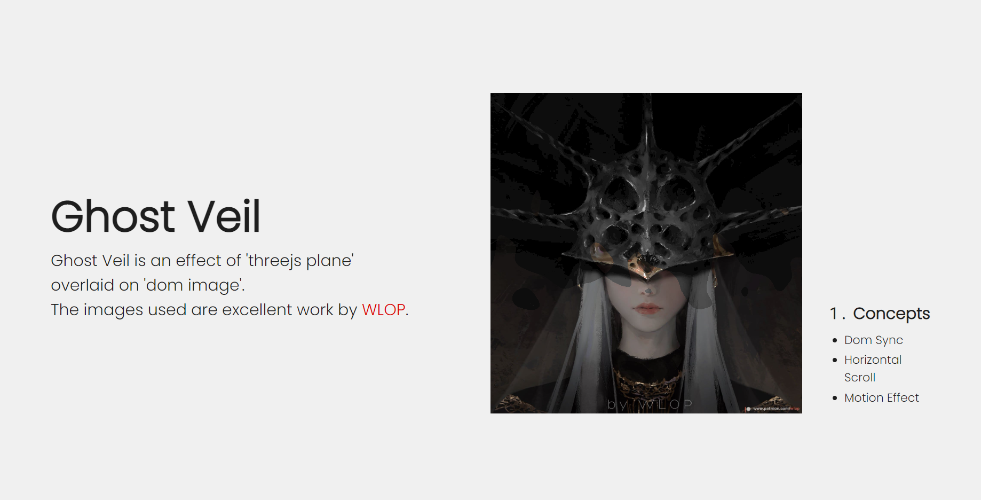 Ghost Veil
Ghost Veil is an effect of 'threejs plane'
overlaid on 'dom image'.
The images used are excellent work by WLOP.
by WLOP
1. Concepts
Dom Sync
Horizontal
Scroll
Motion Effect